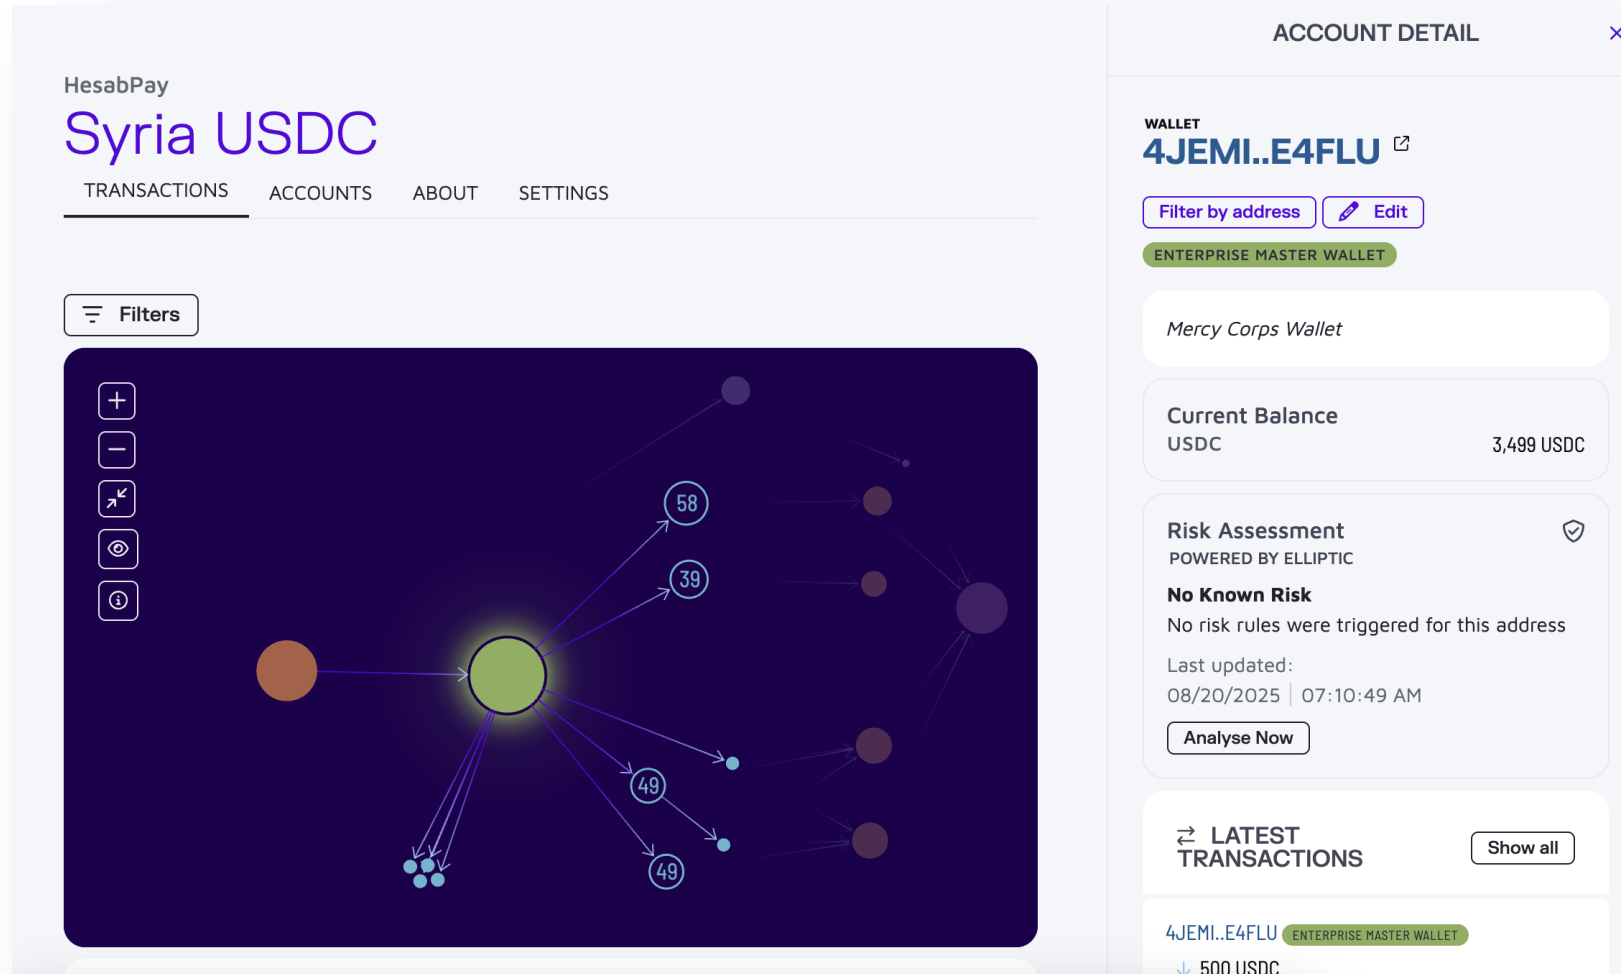 HesabPay
Syria USDC
TRANSACTIONS
ACCOUNTS
ABOUT
SETTINGS
Filters
58
39
49
49
ACCOUNT DETAIL
WALLET
4JEMI..E4FLU
Filter by address
Edit
ENTERPRISE MASTER WALLET
Mercy Corps Wallet
Current Balance
USDC
3,499 USDC
Risk Assessment
POWERED BY ELLIPTIC
No Known Risk
No risk rules were triggered for this address
Last updated:
08/20/2025 | 07:10:49 AM
Analyse Now
LATEST
TRANSACTIONS
Show all
4JEMI..E4FLU ENTERPRISE MASTER WALLET
500 USDC